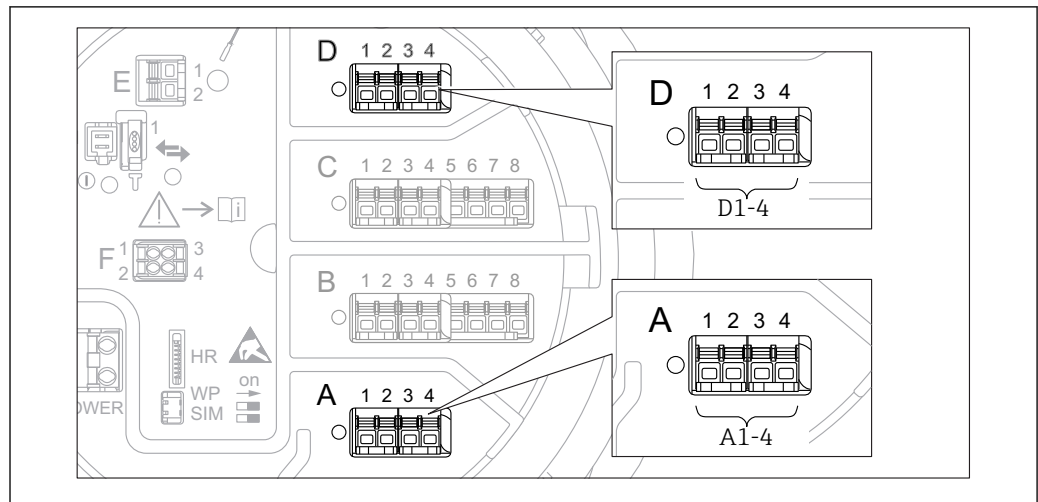 D 1 2 3 4
E 1
2
1
C 1 2 3 4 5 6 7 8
F 1 3
2 4
B 1 2 3 4 5 6 7 8
HR
WP on
SIM
OWER
A 1 2 3 4
D 1 2 3 4
D1-4
A 1 2 3 4
A1-4